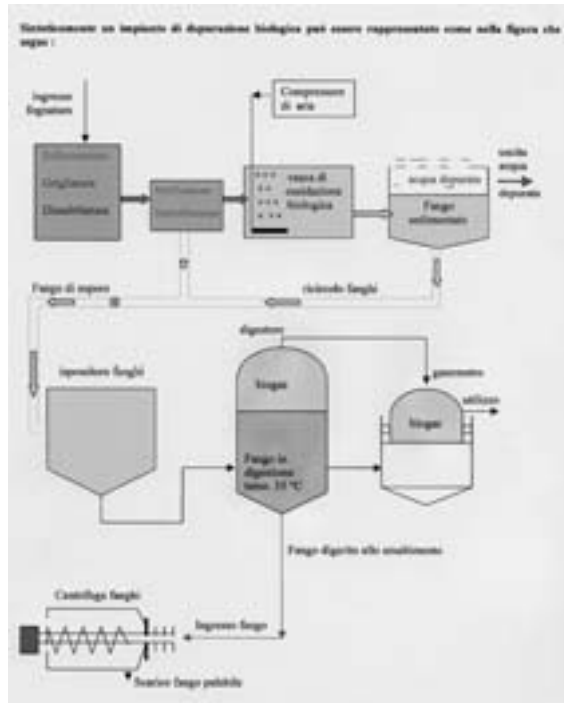 Sinteticamente un impianto di depurazione biologica può essere rappresentato come nella figura che
segue :
ingresso
fognatura
Compressore
di aria
Grigliatura
Dissabbiatura
vasca di
ossidazione
biologica
acqua depurata
Fango
sedimentato
uscita
acqua
depurata
Fango di supero
ricircolo fanghi
digestore
ispessitore fanghi
gasometro
biogas
biogas
utilizzo
Fango in
digestione
temp. 35 °C
Fango digerito allo smaltimento
Centrifuga fanghi
Ingresso fango
Scarico fango palabile